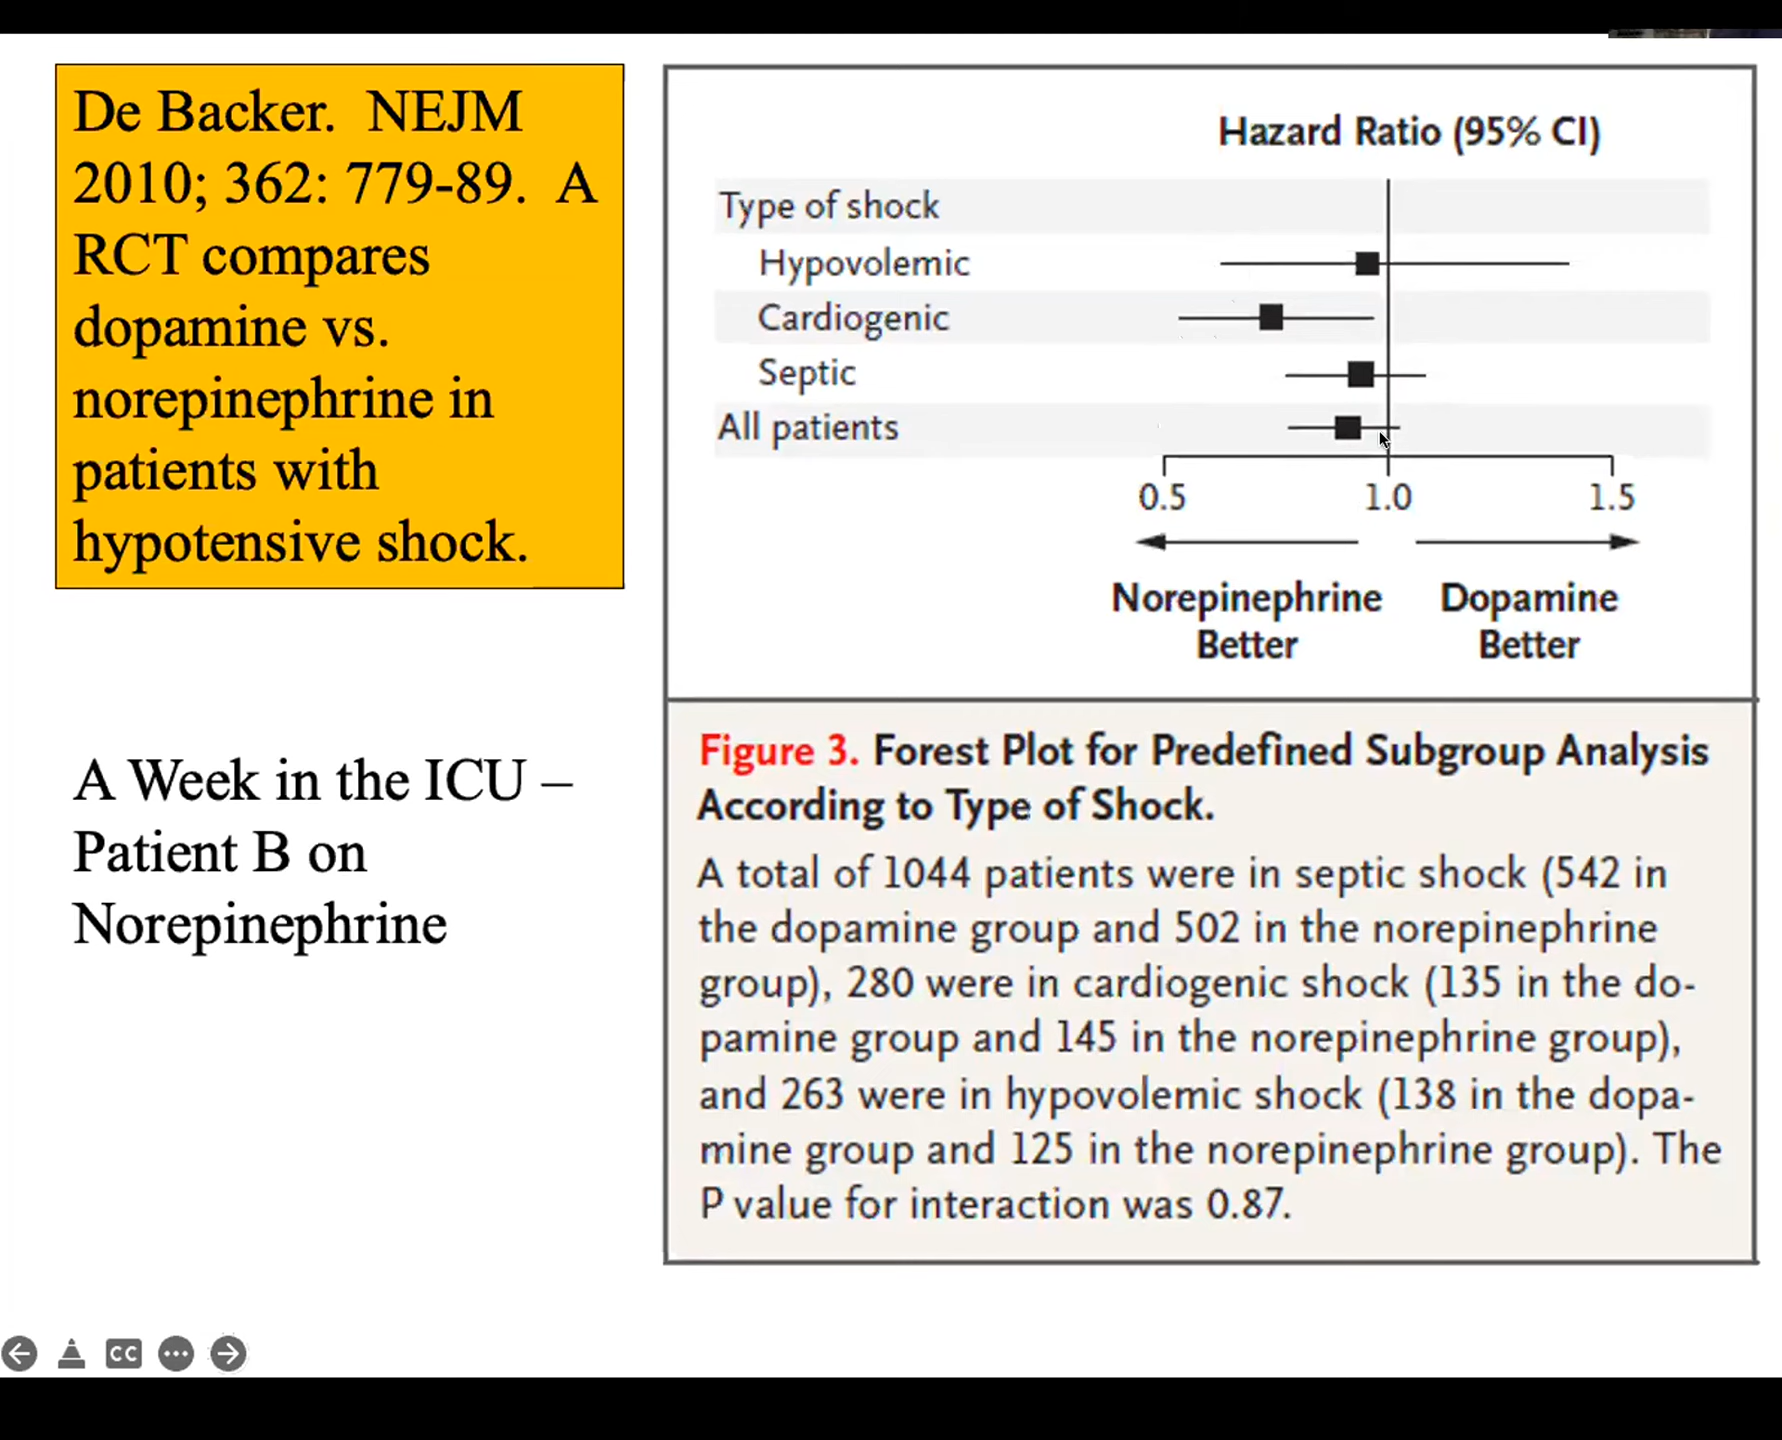 De Backer. NEJM
2010; 362: 779-89. A
RCT compares
dopamine vs.
norepinephrine in
patients with
hypotensive shock.
A Week in the ICU –
Patient B on
Norepinephrine
Hazard Ratio (95% CI)
Type of shock
Hypovolemic
Cardiogenic
Septic
All patients
0.5 1.0 1.5
Norepinephrine Dopamine
Better Better
Figure 3. Forest Plot for Predefined Subgroup Analysis
According to Type of Shock.
A total of 1044 patients were in septic shock (542 in
the dopamine group and 502 in the norepinephrine
group), 280 were in cardiogenic shock (135 in the do-
pamine group and 145 in the norepinephrine group),
and 263 were in hypovolemic shock (138 in the dopa-
mine group and 125 in the norepinephrine group). The
P value for interaction was 0.87.
CC